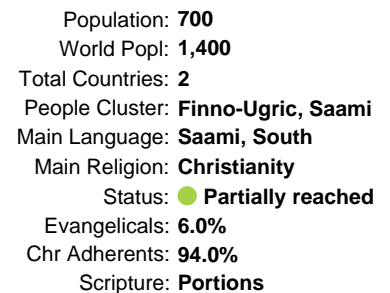 Population: 700
World Popl: 1,400
Total Countries: 2
People Cluster: Finno-Ugric, Saami
Main Language: Saami, South
Main Religion: Christianity
Status: Partially reached
Evangelicals: 6.0%
Chr Adherents: 94.0%
Scripture: Portions